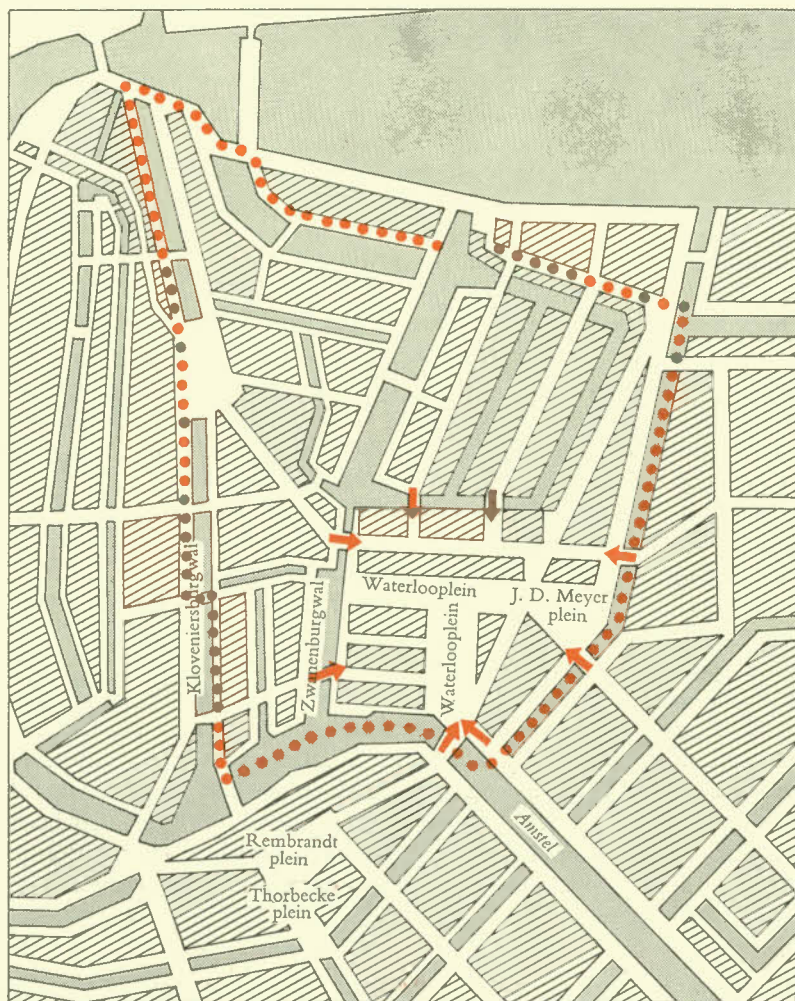 Kloveniersburgwal
Zwanenburgwal
Waterlooplein
Waterlooplein
J. D. Meyer
plein
Amstel
Rembrandt
plein
Thorbecke
plein